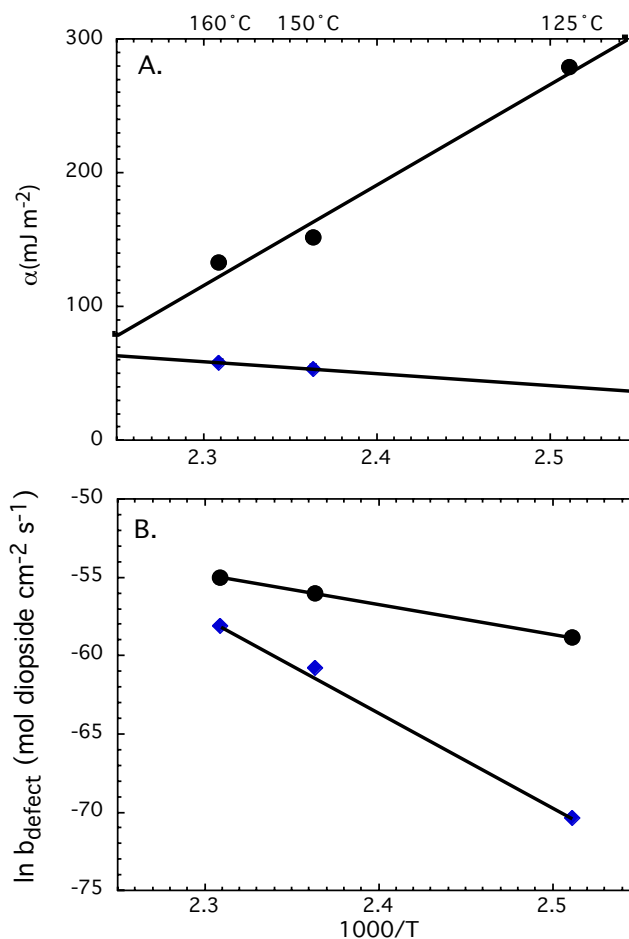 160˚C 150˚C 125˚C
A.
300
200
100
0
α(mJ m-2)
2.3 2.4 2.5
B.
-50
-55
-60
-65
-70
-75
ln bdefect (mol diopside cm-2 s-1)
2.3 2.4 2.5
1000/T